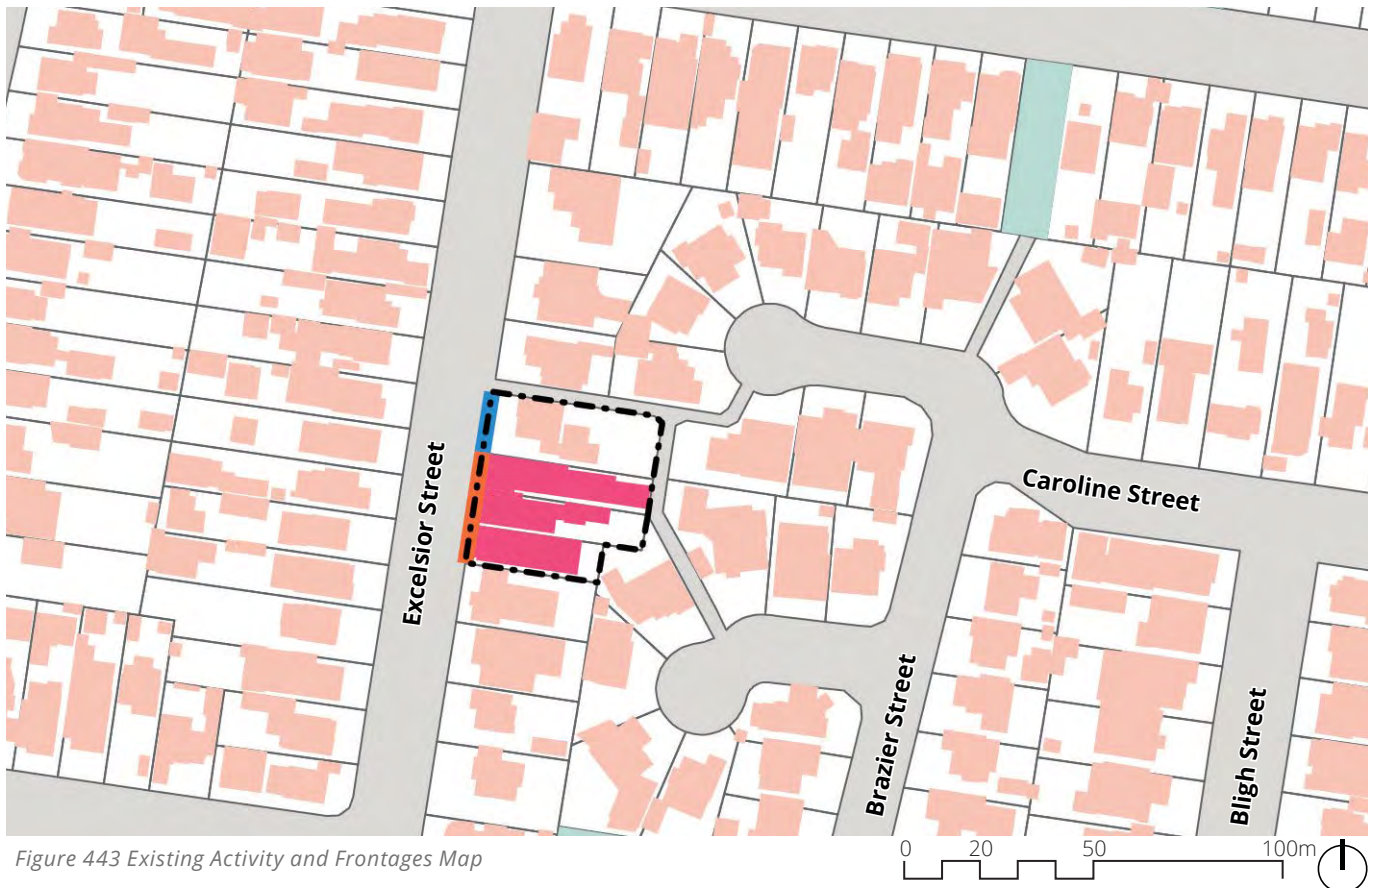 Excelsior Street
Caroline Street
Brazier Street
Bligh Street
Figure 443 Existing Activity and Frontages Map
0 20 50 100m